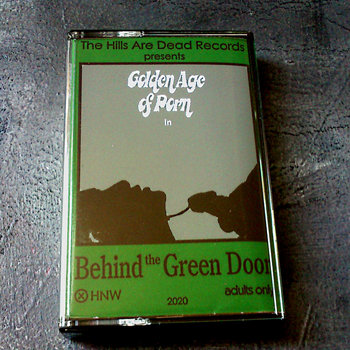 The Hills Are Dead Records
presents
Golden Age
of Porn
In
Behind the Green Door
HNW
adults only
2020